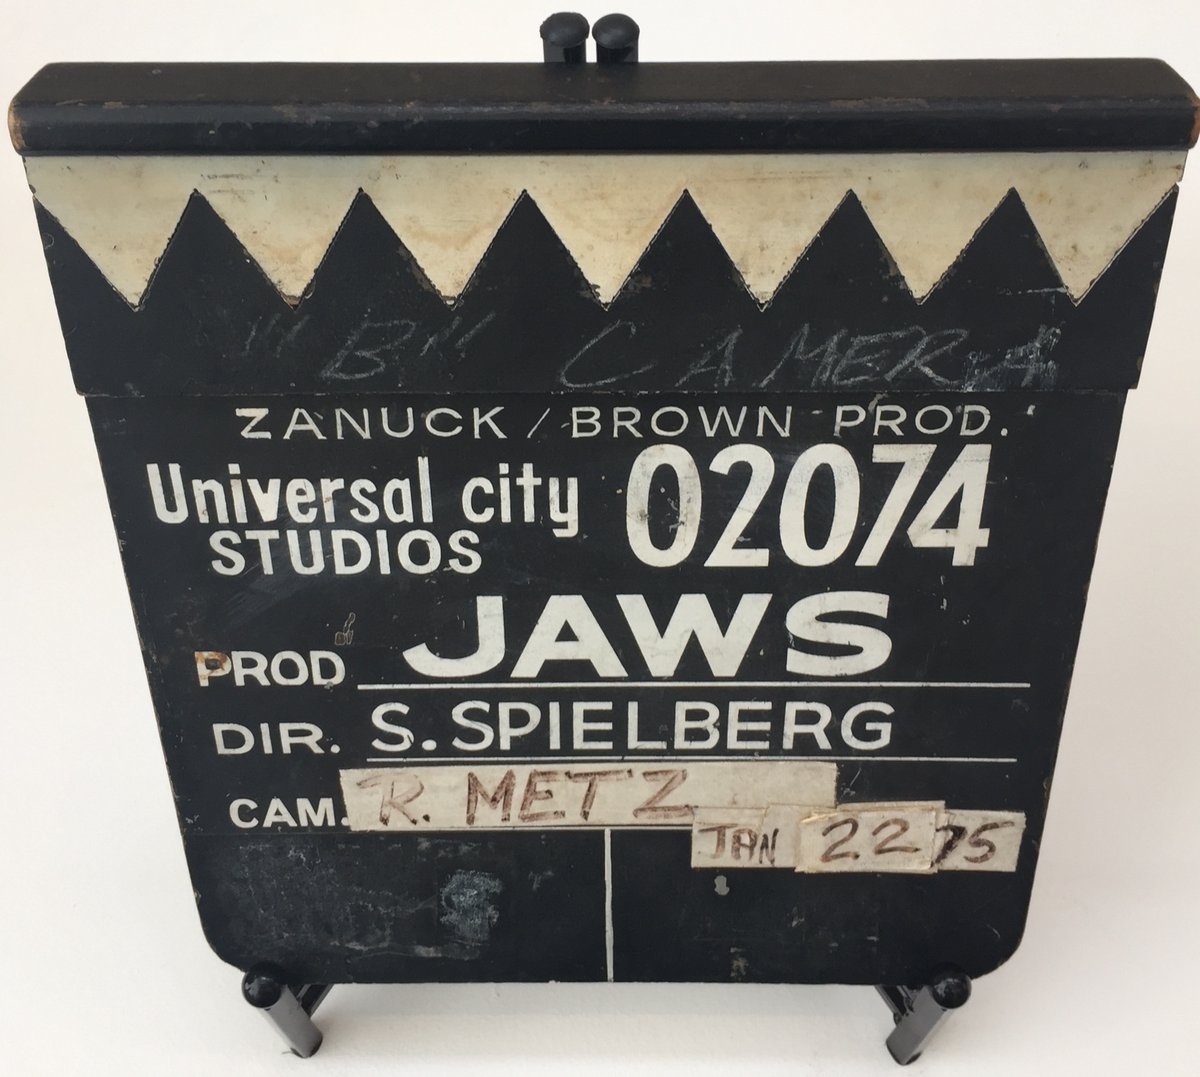 "B" CAMERA
ZANUCK / BROWN PROD.
Universal city
STUDIOS
02074
PROD JAWS
DIR. S. SPIELBERG
CAM. R. METZ
JAN 22 75